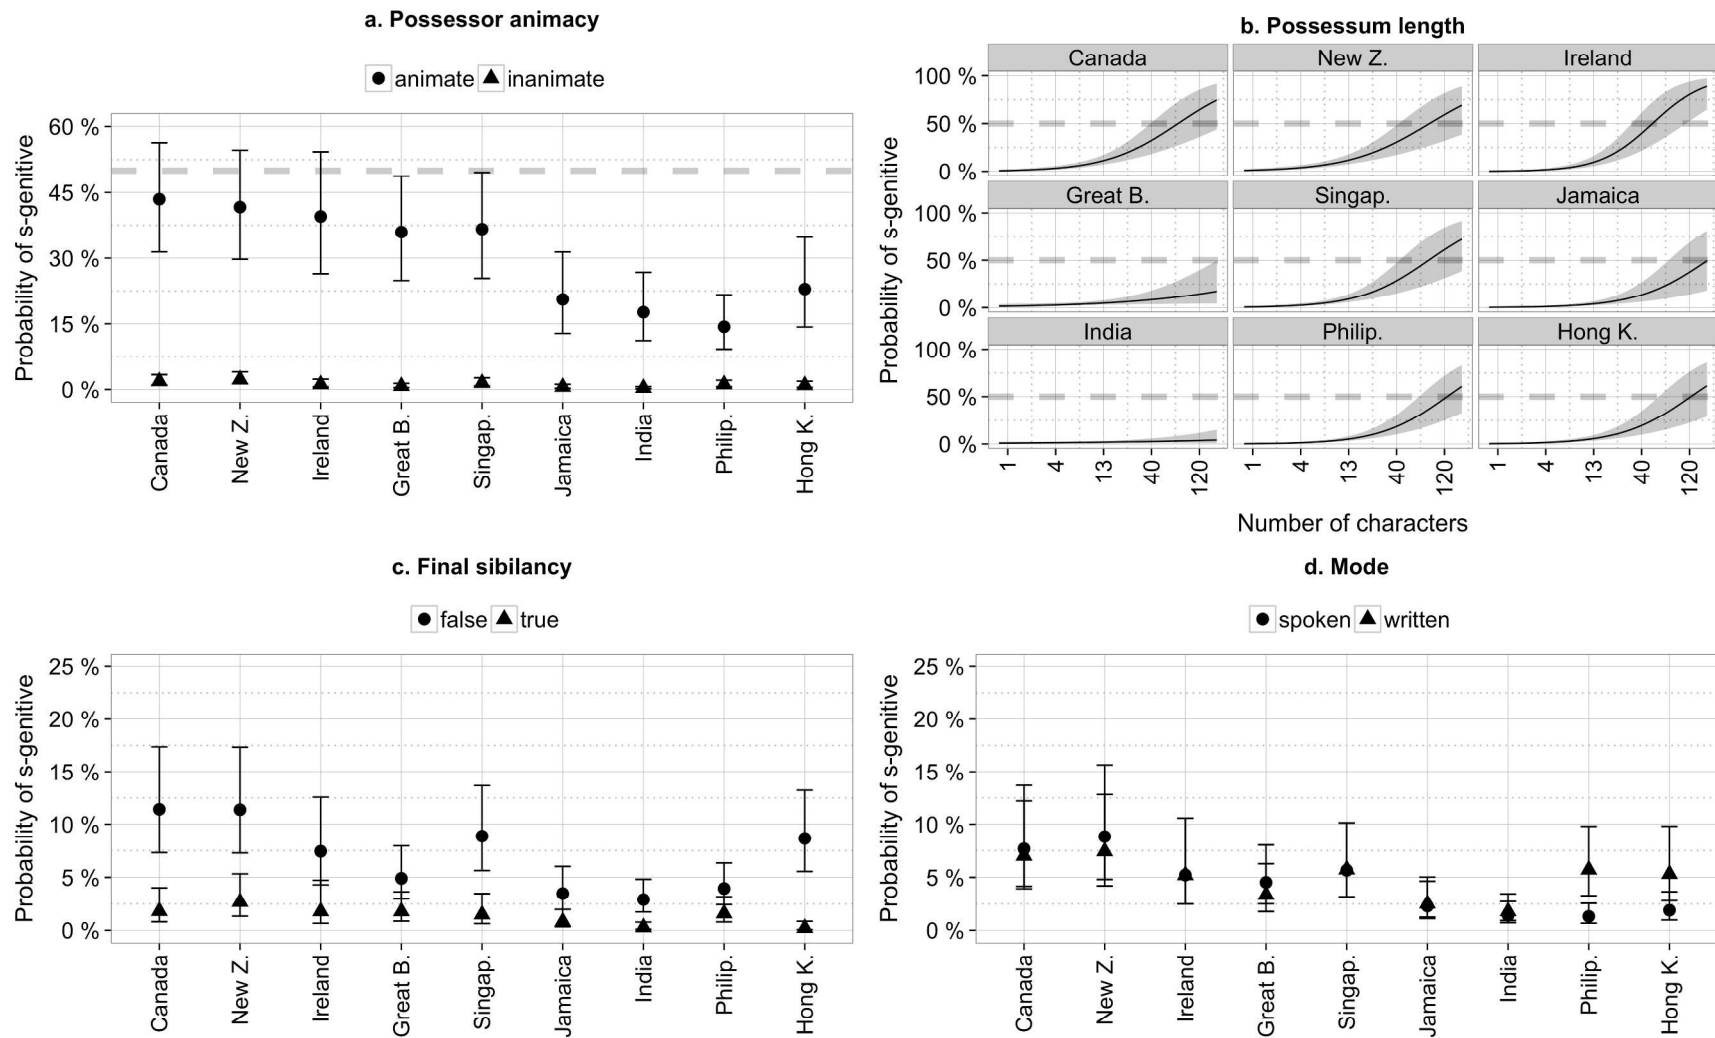 a. Possessor animacy
animate inanimate
Probability of s-genitive
60 %
45 %
30 %
15 %
0 %
Canada
New Z.
Ireland
Great B.
Singap.
Jamaica
India
Philip.
Hong K.
b. Possessum length
Probability of s-genitive
Canada New Z. Ireland
100 %
50 %
0 %
Great B. Singap. Jamaica
100 %
50 %
0 %
India Philip. Hong K.
100 %
50 %
0 %
1 4 13 40 120 1 4 13 40 120 1 4 13 40 120
Number of characters
c. Final sibilancy
false true
Probability of s-genitive
25 %
20 %
15 %
10 %
5 %
0 %
Canada
New Z.
Ireland
Great B.
Singap.
Jamaica
India
Philip.
Hong K.
d. Mode
spoken written
Probability of s-genitive
25 %
20 %
15 %
10 %
5 %
0 %
Canada
New Z.
Ireland
Great B.
Singap.
Jamaica
India
Philip.
Hong K.